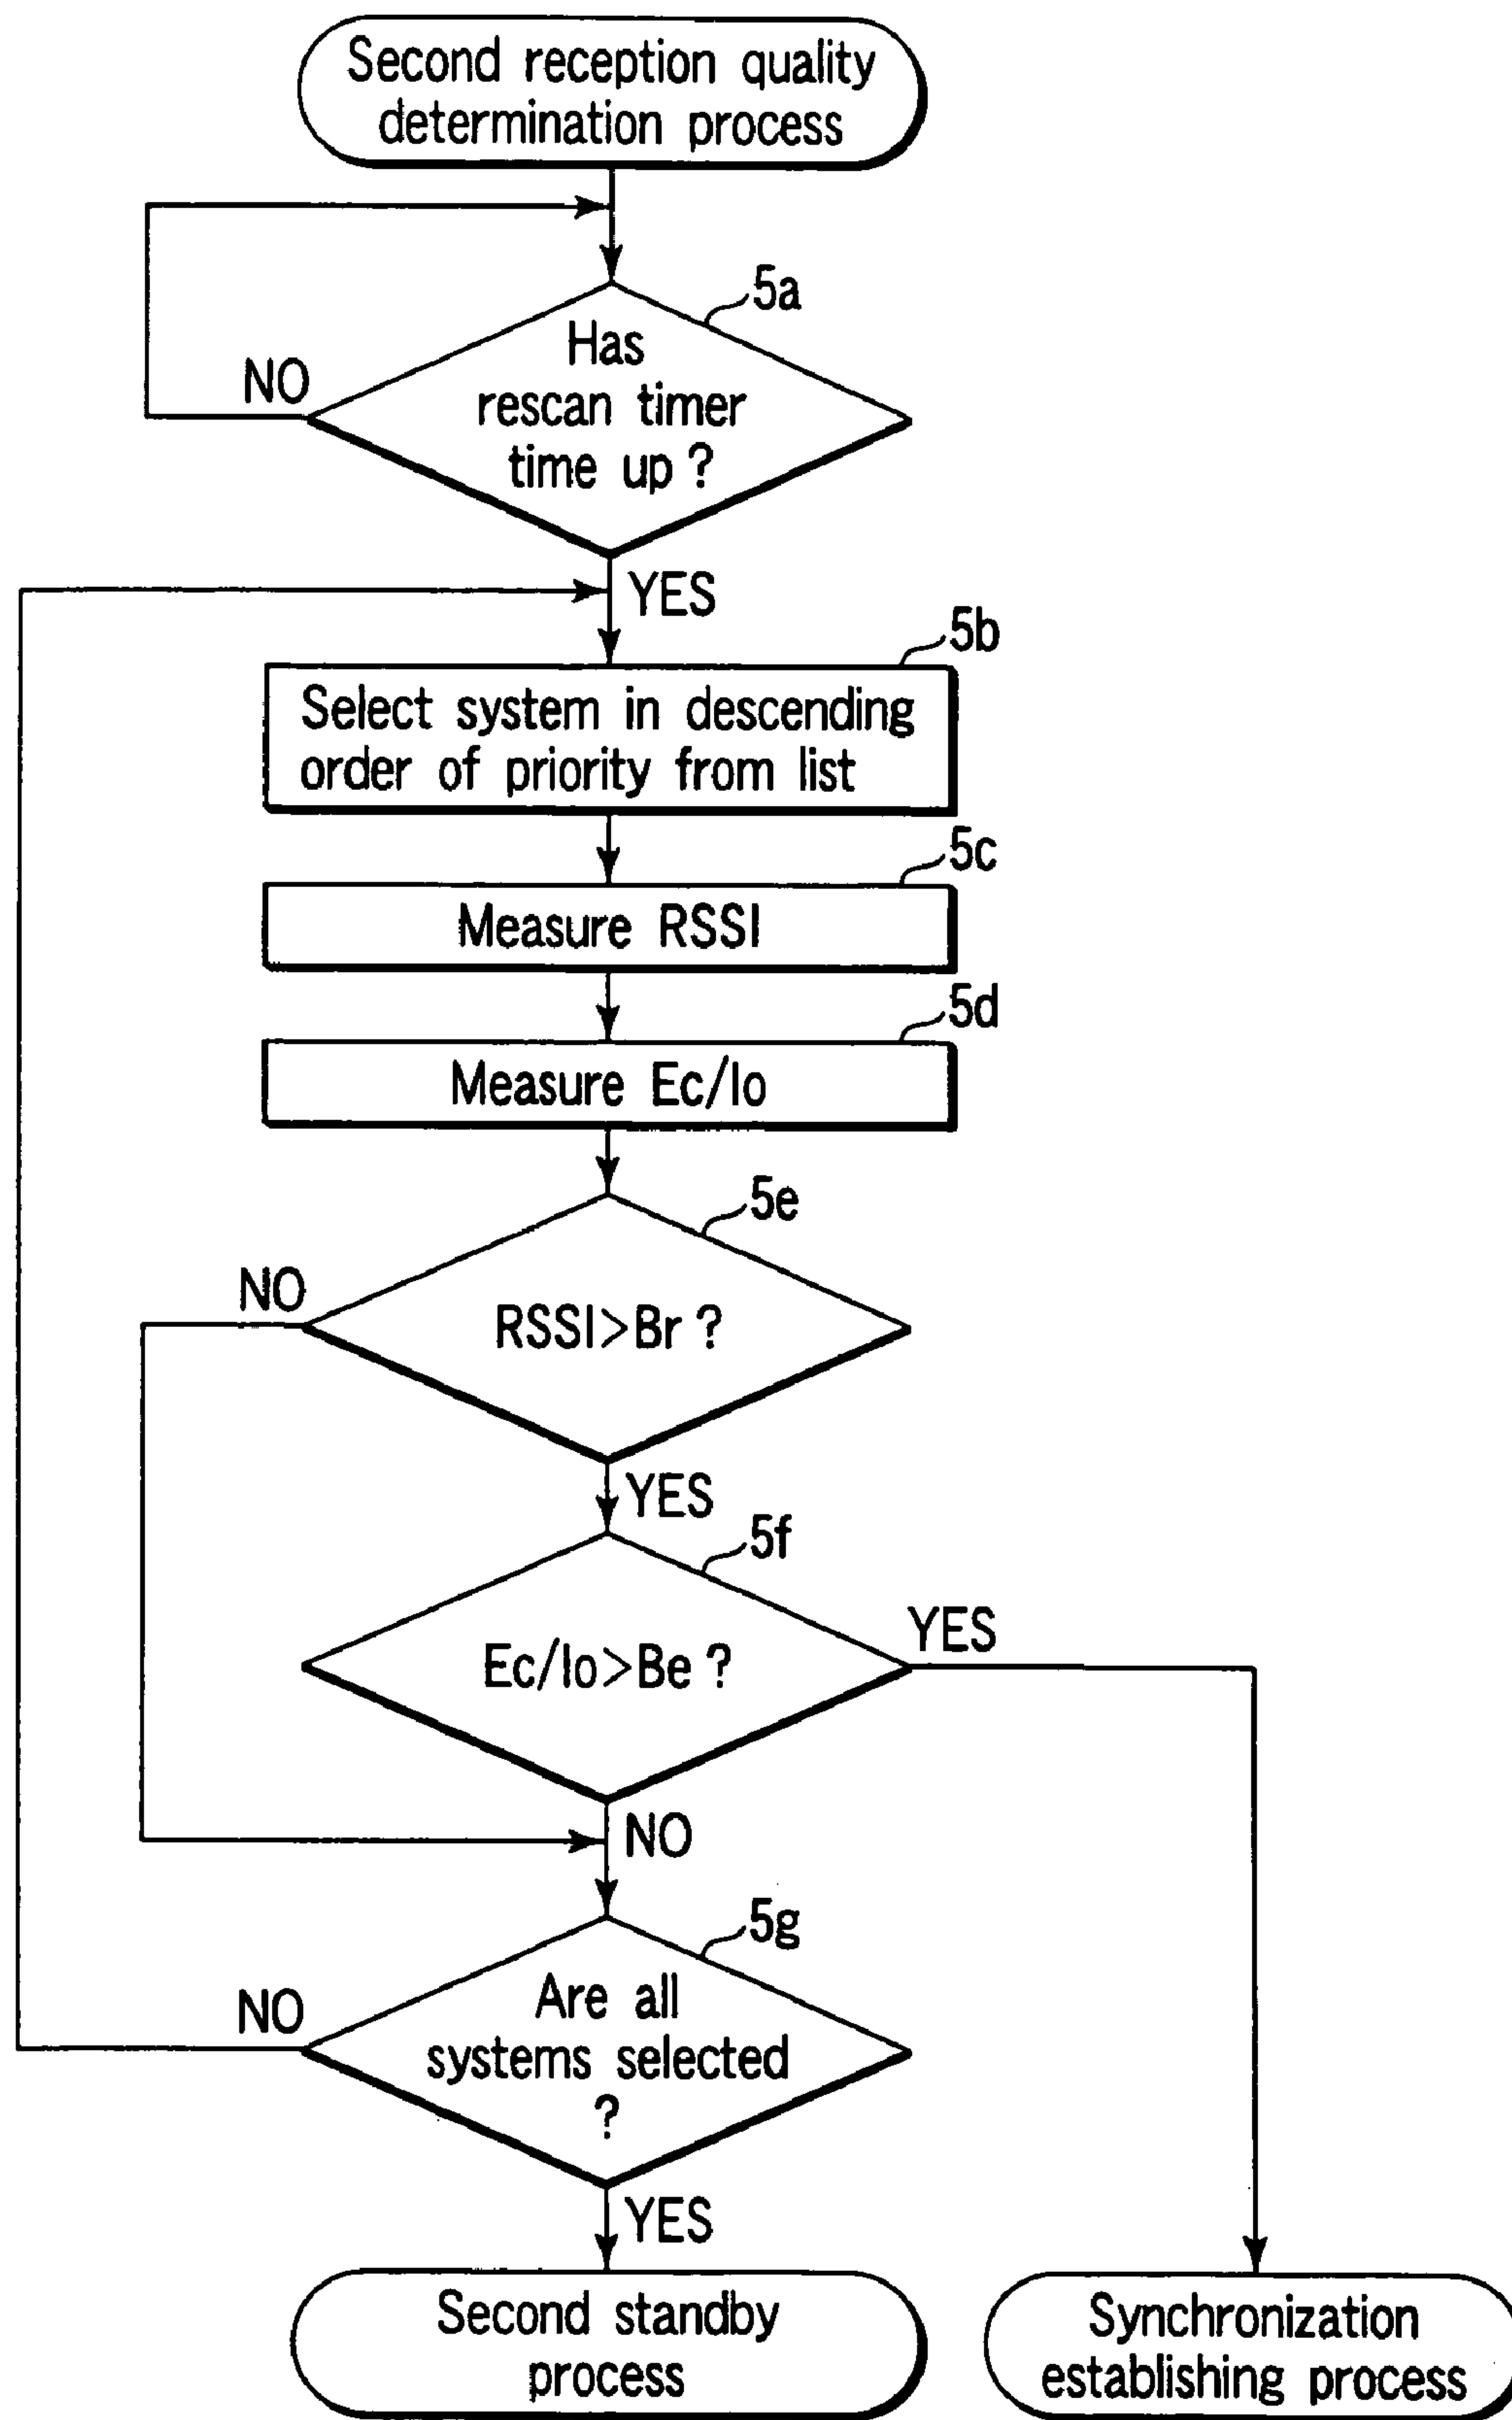 Second reception quality
determination process
5a
Has
rescan timer
time up ?
NO
YES
5b
Select system in descending
order of priority from list
5c
Measure RSSI
5d
Measure Ec/Io
5e
NO
RSSI>Br ?
YES
5f
Ec/Io>Be ?
YES
NO
5g
Are all
systems selected
?
NO
YES
Second standby
process
Synchronization
establishing process